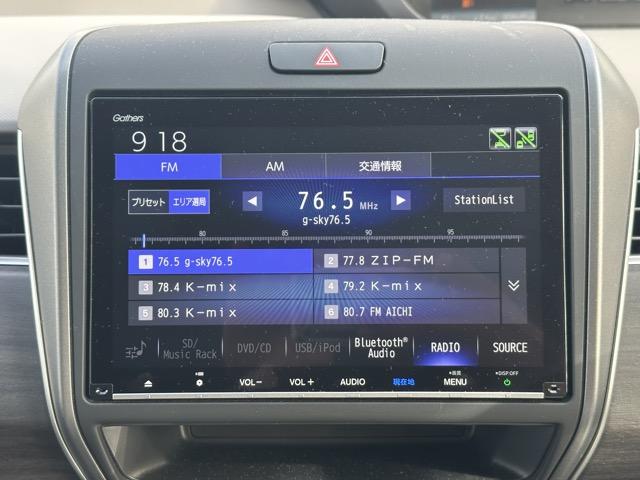 Gathers
9 18
FM AM 交通情報
プリセット エリア選局 76.5 MHz StationList
g-sky76.5
80 85 90 95
1 76.5 g-sky76.5 2 77.8 ZIP-FM
3 78.4 K-mix 4 79.2 K-mix
5 80.3 K-mix 6 80.7 FM AICHI
SD/
Music Rack DVD/CD USB/iPod Bluetooth®
Audio RADIO SOURCE
VOL− VOL+ AUDIO 現在地 •画質
MENU •DISP OFF